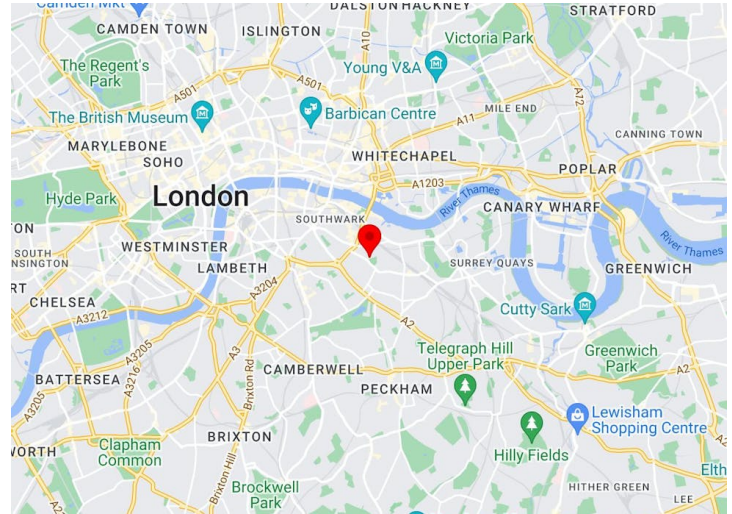 Camden Mkt
DALSTON
HACKNEY
STRATFORD
CAMDEN TOWN
ISLINGTON
A10
Victoria Park
The Regent's
Park
Young V&A
A501
A501
A12
The British Museum
Barbican Centre
MILE END
A11
CANNING TOWN
MARYLEBONE
SOHO
WHITECHAPEL
POPLAR
Hyde Park
London
A1203
River Thames
CANARY WHARF
SOUTHWARK
TON
SOUTH
NSINGTON
WESTMINSTER
LAMBETH
SURREY QUAYS
River Thames
GREENWICH
RT
CHELSEA
A3204
A3212
A2
Cutty Sark
A3205
A3216
A3
Brixton Rd
Telegraph Hill
Upper Park
Greenwich
Park
BATTERSEA
CAMBERWELL
PECKHAM
A2
A3205
Lewisham
Shopping Centre
WORTH
Clapham
Common
BRIXTON
Brixton Hill
Hilly Fields
Elth
Brockwell
Park
HITHER GREEN
LEE